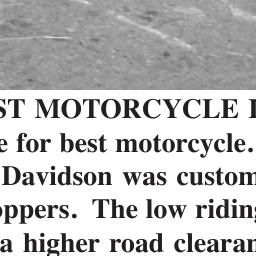 ST MOTORCYCLE
e for best motorcycle.
Davidson was custom
oppers. The low riding
a higher road clearan